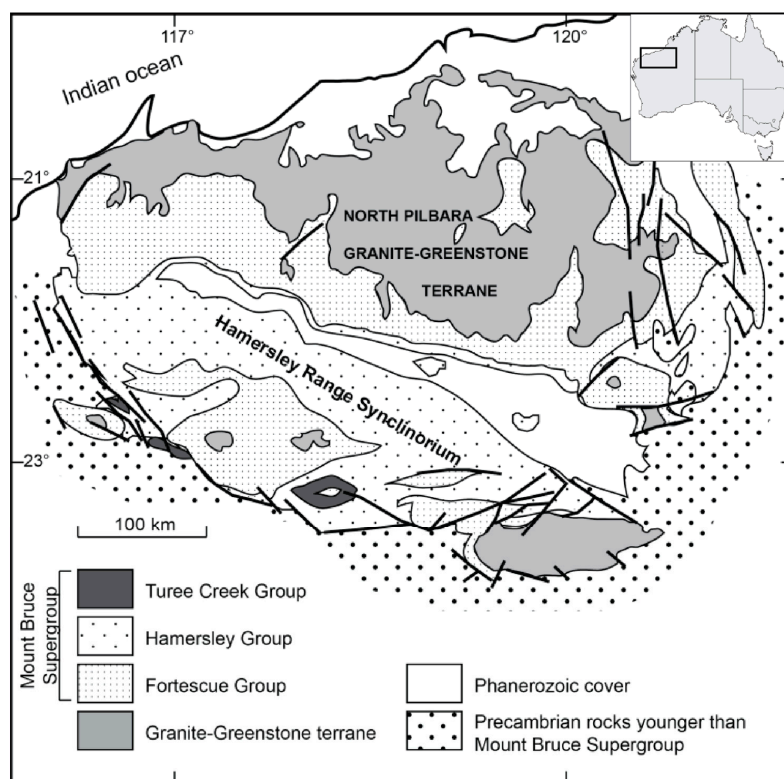 117°
120°
Indian ocean
21°
NORTH PILBARA
GRANITE-GREENSTONE
TERRANE
Hamersley Range Synclinorium
23°
100 km
Mount Bruce
Supergroup
Turee Creek Group
Hamersley Group
Fortescue Group
Granite-Greenstone terrane
Phanerozoic cover
Precambrian rocks younger than
Mount Bruce Supergroup